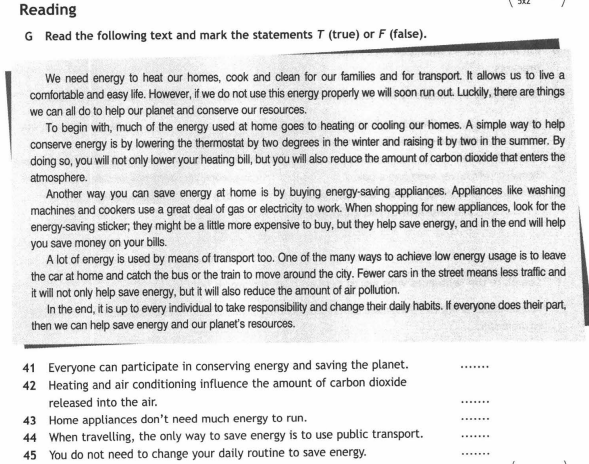 Reading
5x2
G Read the following text and mark the statements T (true) or F (false).
We need energy to heat our homes, cook and clean for our families and for transport. It allows us to live a
comfortable and easy life. However, if we do not use this energy properly we will soon run out. Luckily, there are things
we can all do to help our planet and conserve our resources.
To begin with, much of the energy used at home goes to heating or cooling our homes. A simple way to help
conserve energy is by lowering the thermostat by two degrees in the winter and raising it by two in the summer. By
doing so, you will not only lower your heating bill, but you will also reduce the amount of carbon dioxide that enters the
atmosphere.
Another way you can save energy at home is by buying energy-saving appliances. Appliances like washing
machines and cookers use a great deal of gas or electricity to work. When shopping for new appliances, look for the
energy-saving sticker; they might be a little more expensive to buy, but they help save energy, and in the end will help
you save money on your bills.
A lot of energy is used by means of transport too. One of the many ways to achieve low energy usage is to leave
the car at home and catch the bus or the train to move around the city. Fewer cars in the street means less traffic and
it will not only help save energy, but it will also reduce the amount of air pollution.
In the end, it is up to every individual to take responsibility and change their daily habits. If everyone does their part,
then we can help save energy and our planet's resources.
41 Everyone can participate in conserving energy and saving the planet. .......
42 Heating and air conditioning influence the amount of carbon dioxide
released into the air. .......
43 Home appliances don't need much energy to run. .......
44 When travelling, the only way to save energy is to use public transport. .......
45 You do not need to change your daily routine to save energy. .......